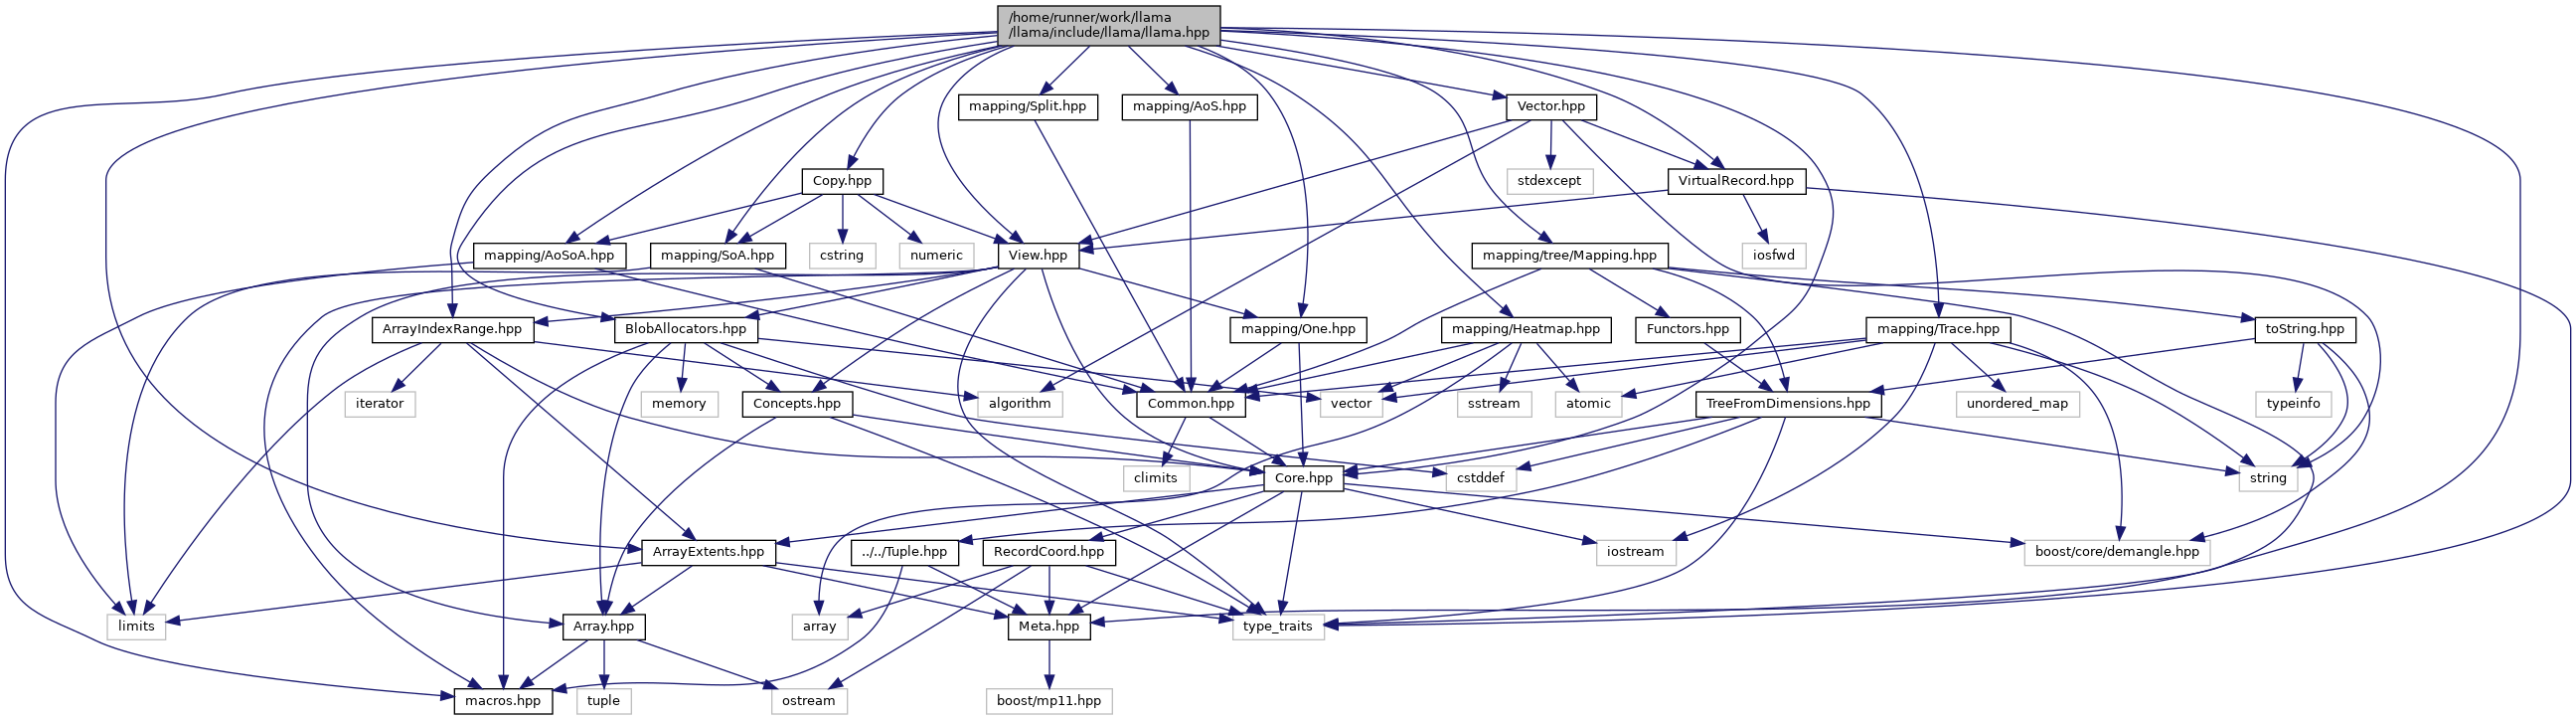 /home/runner/work/llama
/llama/include/llama/llama.hpp
mapping/Split.hpp
mapping/AoS.hpp
Vector.hpp
Copy.hpp
stdexcept
VirtualRecord.hpp
mapping/AoSoA.hpp
mapping/SoA.hpp
cstring
numeric
View.hpp
mapping/tree/Mapping.hpp
iosfwd
ArrayIndexRange.hpp
BlobAllocators.hpp
mapping/One.hpp
mapping/Heatmap.hpp
Functors.hpp
mapping/Trace.hpp
toString.hpp
iterator
memory
Concepts.hpp
algorithm
Common.hpp
vector
sstream
atomic
TreeFromDimensions.hpp
unordered_map
typeinfo
climits
Core.hpp
cstddef
string
ArrayExtents.hpp
../../Tuple.hpp
RecordCoord.hpp
iostream
boost/core/demangle.hpp
limits
Array.hpp
array
Meta.hpp
type_traits
macros.hpp
tuple
ostream
boost/mp11.hpp